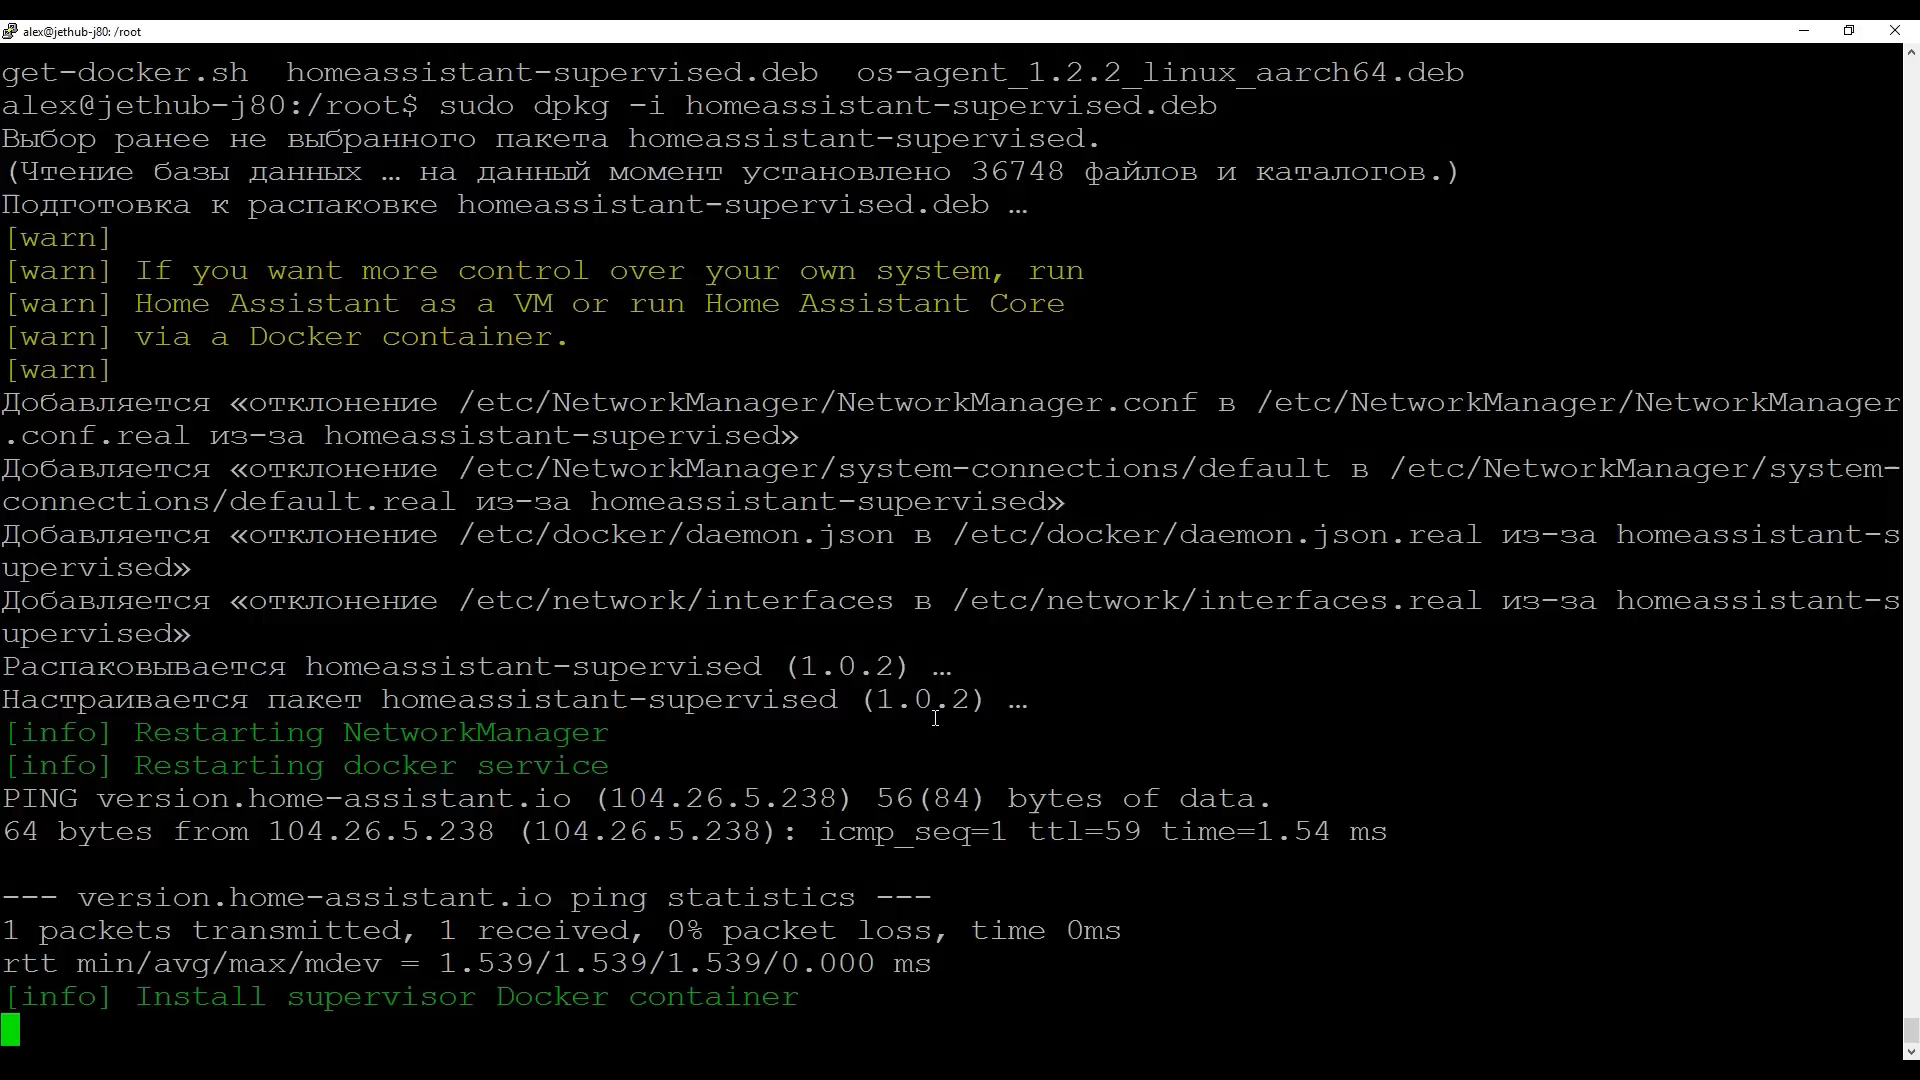 alex@jethub-j80: /root
get-docker.sh  homeassistant-supervised.deb  os-agent_1.2.2_linux_aarch64.deb
alex@jethub-j80:/root$ sudo dpkg -i homeassistant-supervised.deb
Выбор ранее не выбранного пакета homeassistant-supervised.
(Чтение базы данных … на данный момент установлено 36748 файлов и каталогов.)
Подготовка к распаковке homeassistant-supervised.deb …
[warn]
[warn] If you want more control over your own system, run
[warn] Home Assistant as a VM or run Home Assistant Core
[warn] via a Docker container.
[warn]
Добавляется «отклонение /etc/NetworkManager/NetworkManager.conf в /etc/NetworkManager/NetworkManager
.conf.real из-за homeassistant-supervised»
Добавляется «отклонение /etc/NetworkManager/system-connections/default в /etc/NetworkManager/system-
connections/default.real из-за homeassistant-supervised»
Добавляется «отклонение /etc/docker/daemon.json в /etc/docker/daemon.json.real из-за homeassistant-s
upervised»
Добавляется «отклонение /etc/network/interfaces в /etc/network/interfaces.real из-за homeassistant-s
upervised»
Распаковывается homeassistant-supervised (1.0.2) …
Настраивается пакет homeassistant-supervised (1.0.2) …
[info] Restarting NetworkManager
[info] Restarting docker service
PING version.home-assistant.io (104.26.5.238) 56(84) bytes of data.
64 bytes from 104.26.5.238 (104.26.5.238): icmp_seq=1 ttl=59 time=1.54 ms
--- version.home-assistant.io ping statistics ---
1 packets transmitted, 1 received, 0% packet loss, time 0ms
rtt min/avg/max/mdev = 1.539/1.539/1.539/0.000 ms
[info] Install supervisor Docker container